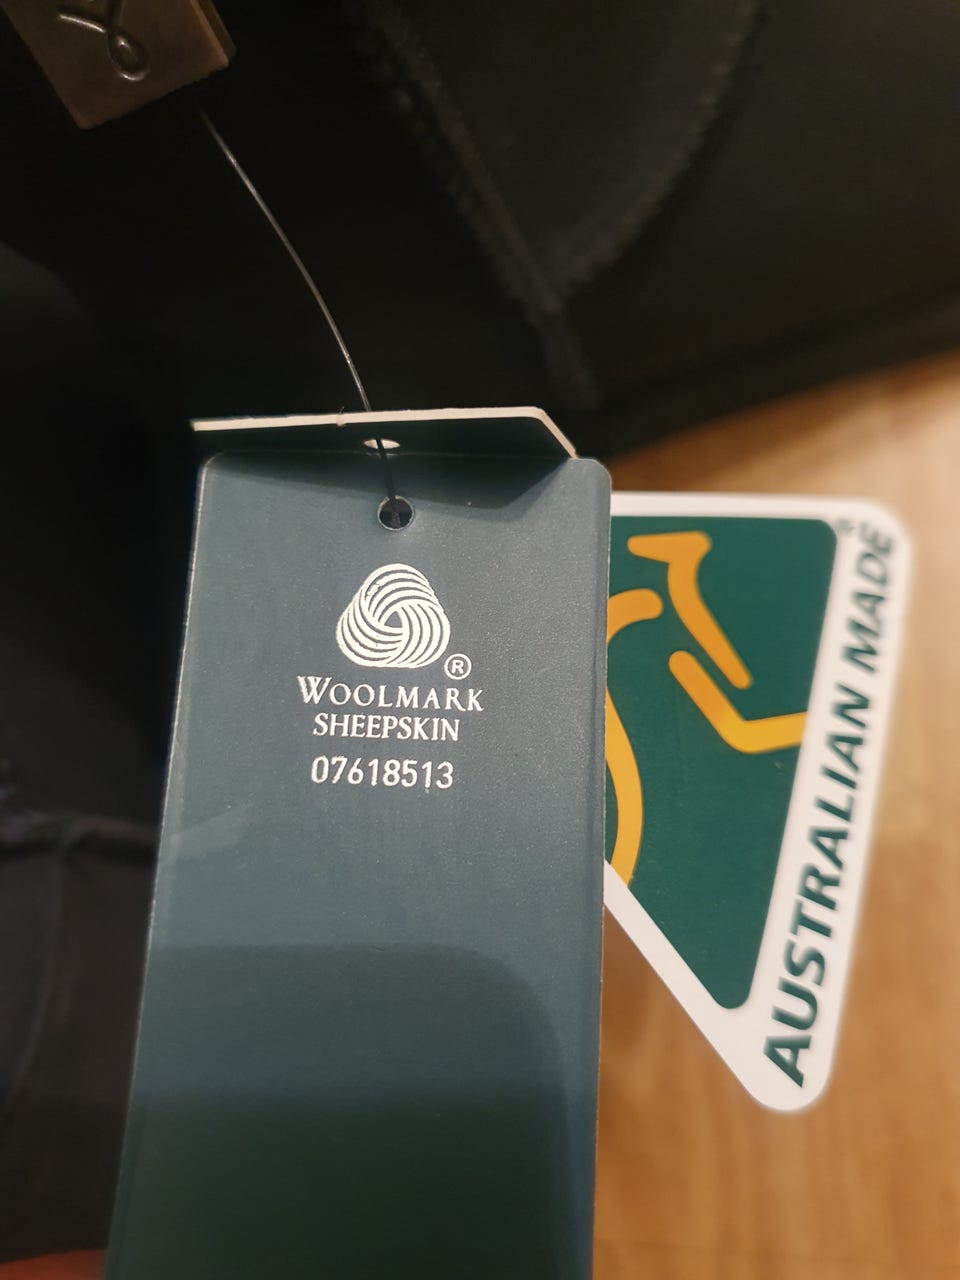 ®
WOOLMARK
SHEEPSKIN
07618513
AUSTRALIAN MADE